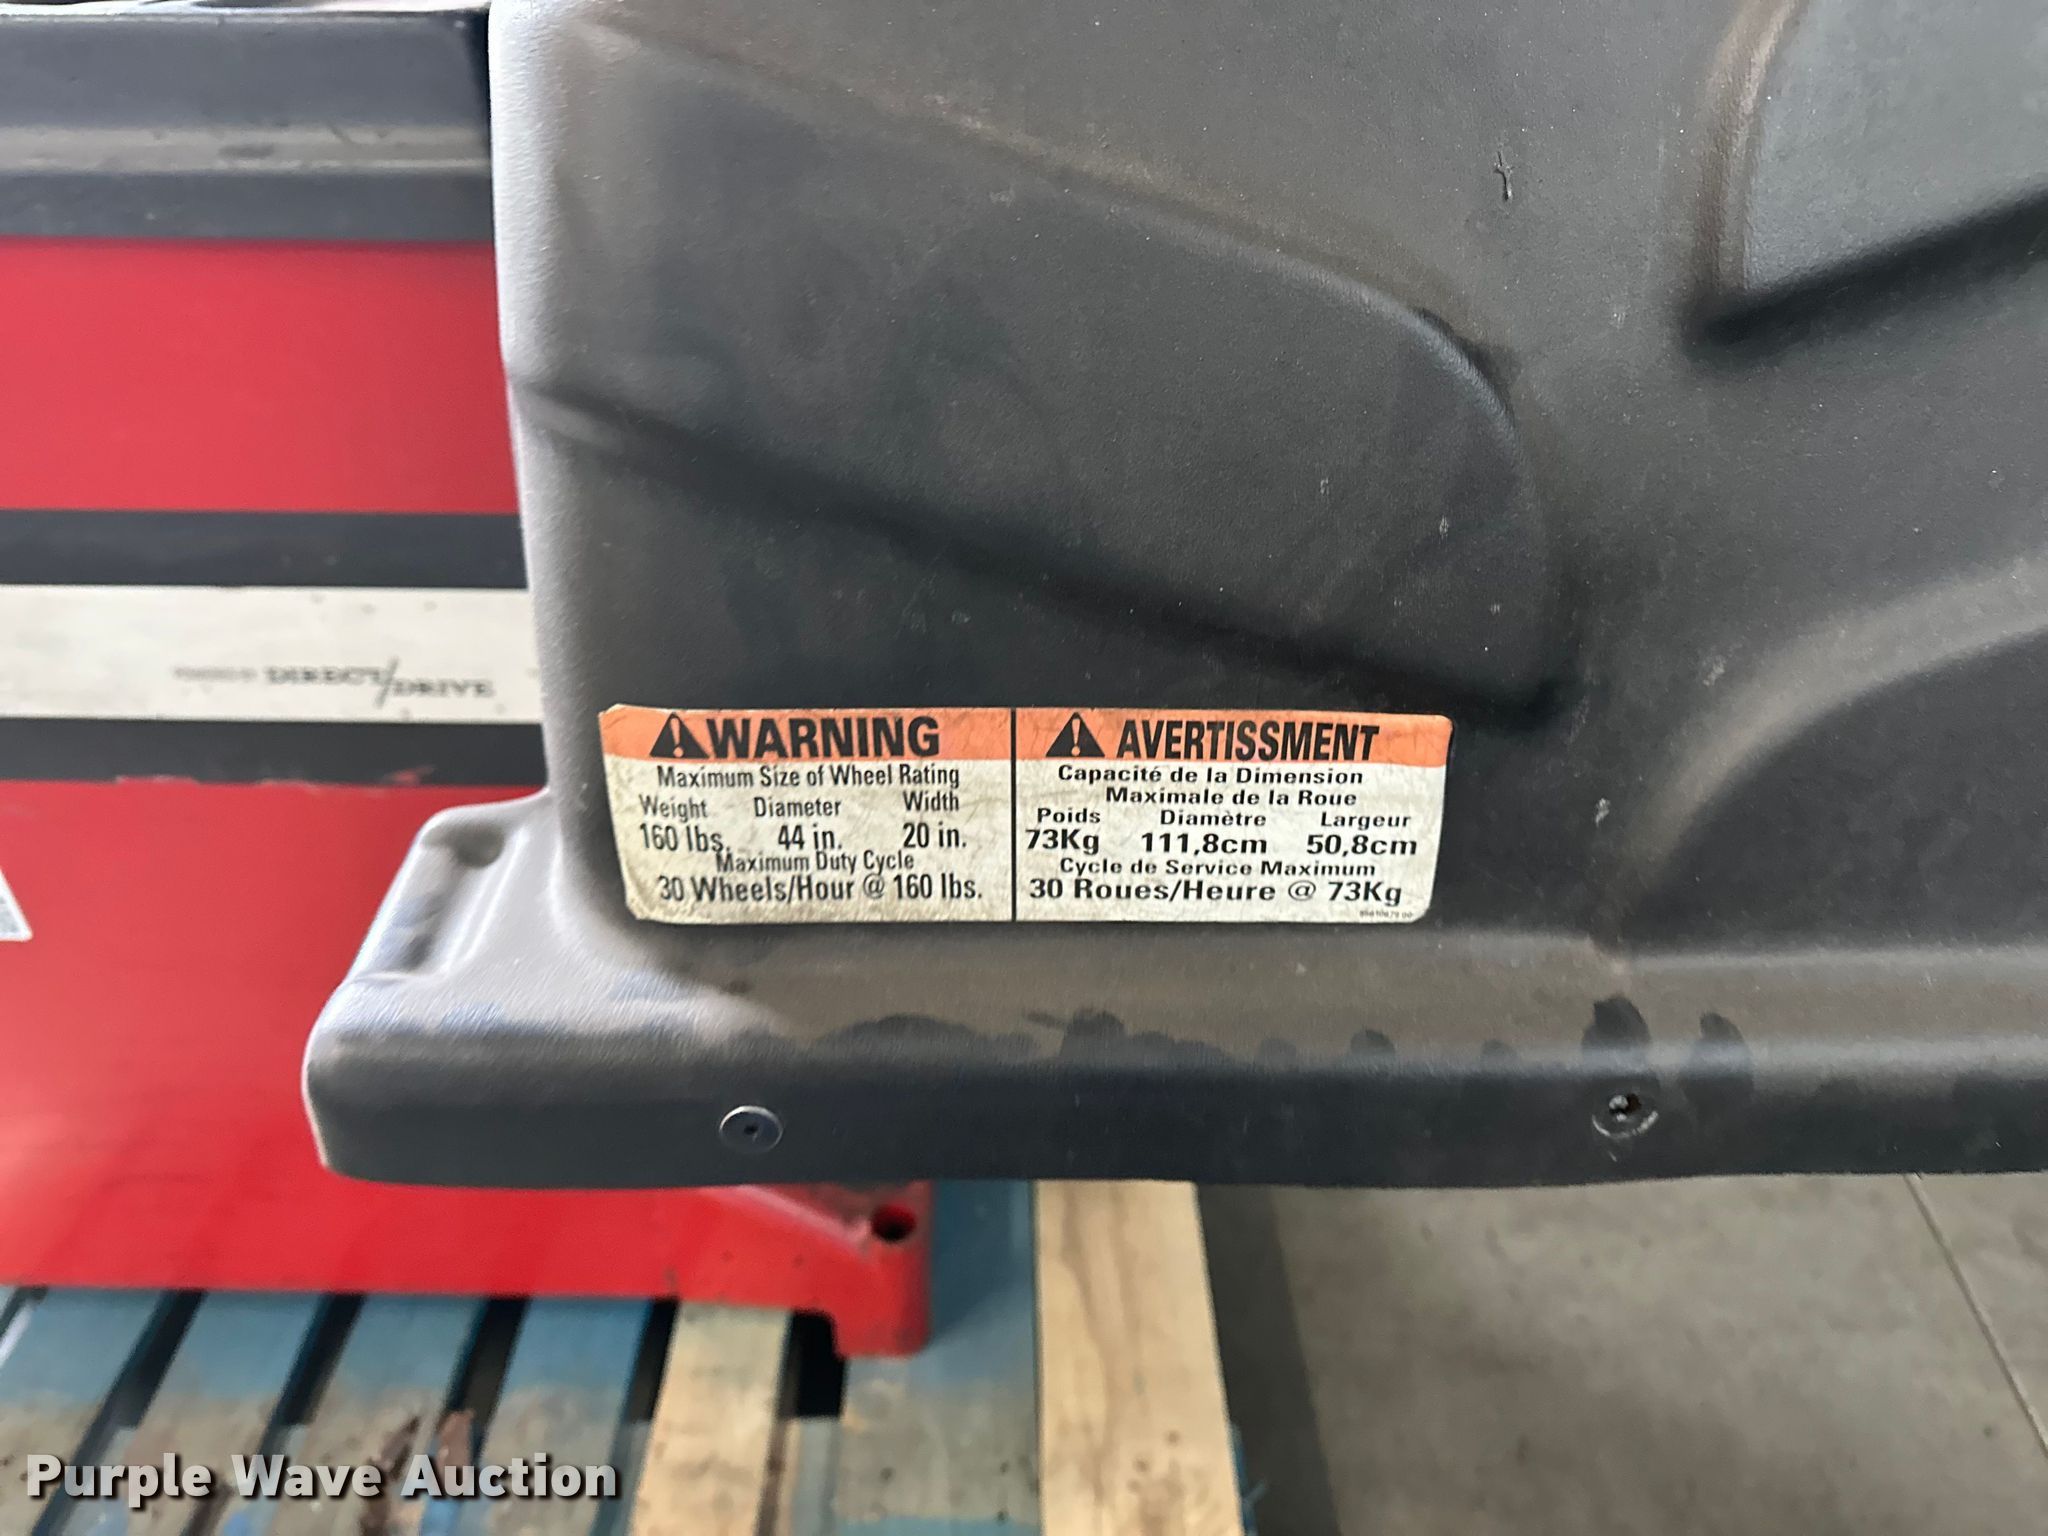 DIRECT/DRIVE
WARNING
Maximum Size of Wheel Rating
Weight Diameter Width
160 lbs. 44 in. 20 in.
Maximum Duty Cycle
30 Wheels/Hour @ 160 lbs.
AVERTISSMENT
Capacité de la Dimension
Maximale de la Roue
Poids Diamètre Largeur
73Kg 111,8cm 50,8cm
Cycle de Service Maximum
30 Roues/Heure @ 73Kg
Purple Wave Auction